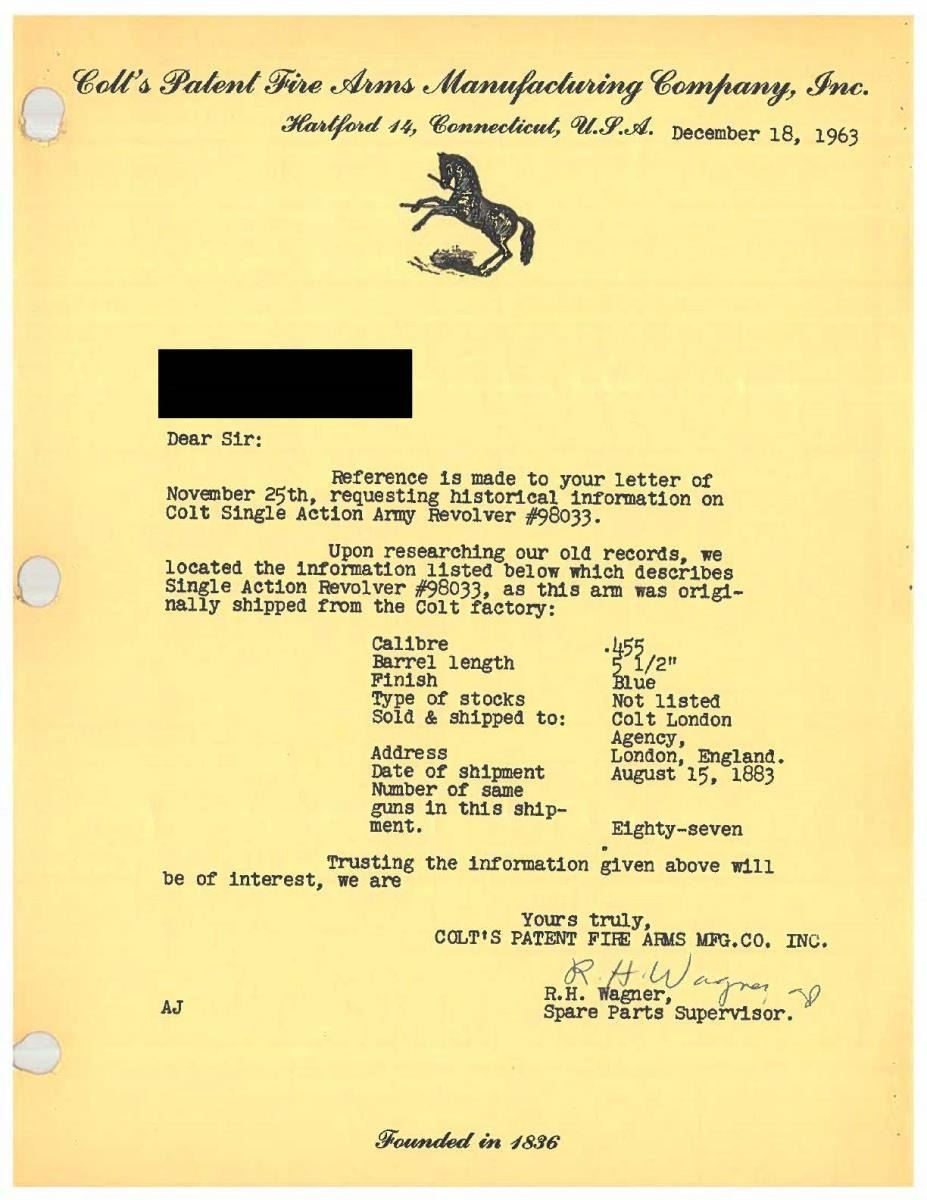 Colt's Patent Fire Arms Manufacturing Company, Inc.
Hartford 14, Connecticut, U.S.A. December 18, 1963
Dear Sir:
Reference is made to your letter of
November 25th, requesting historical information on
Colt Single Action Army Revolver #98033.
Upon researching our old records, we
located the information listed below which describes
Single Action Revolver #98033, as this arm was origi-
nally shipped from the Colt factory:
Calibre .455
Barrel length 5 1/2"
Finish Blue
Type of stocks Not listed
Sold & shipped to: Colt London
Agency,
Address London, England.
Date of shipment August 15, 1883
Number of same
guns in this ship-
ment. Eighty-seven
Trusting the information given above will
be of interest, we are
Yours truly,
COLT'S PATENT FIRE ARMS MFG.CO. INC.
R.H. Wagner
R.H. Wagner,
AJ Spare Parts Supervisor.
Founded in 1836